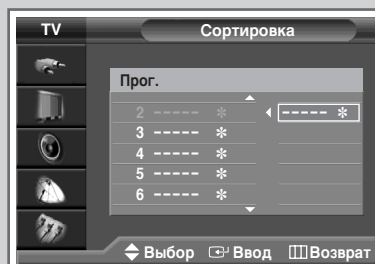 TV Сортировка
Прог.
2 ----- ✻ ----- ✻
3 ----- ✻
4 ----- ✻
5 ----- ✻
6 ----- ✻
Выбор Ввод Возврат